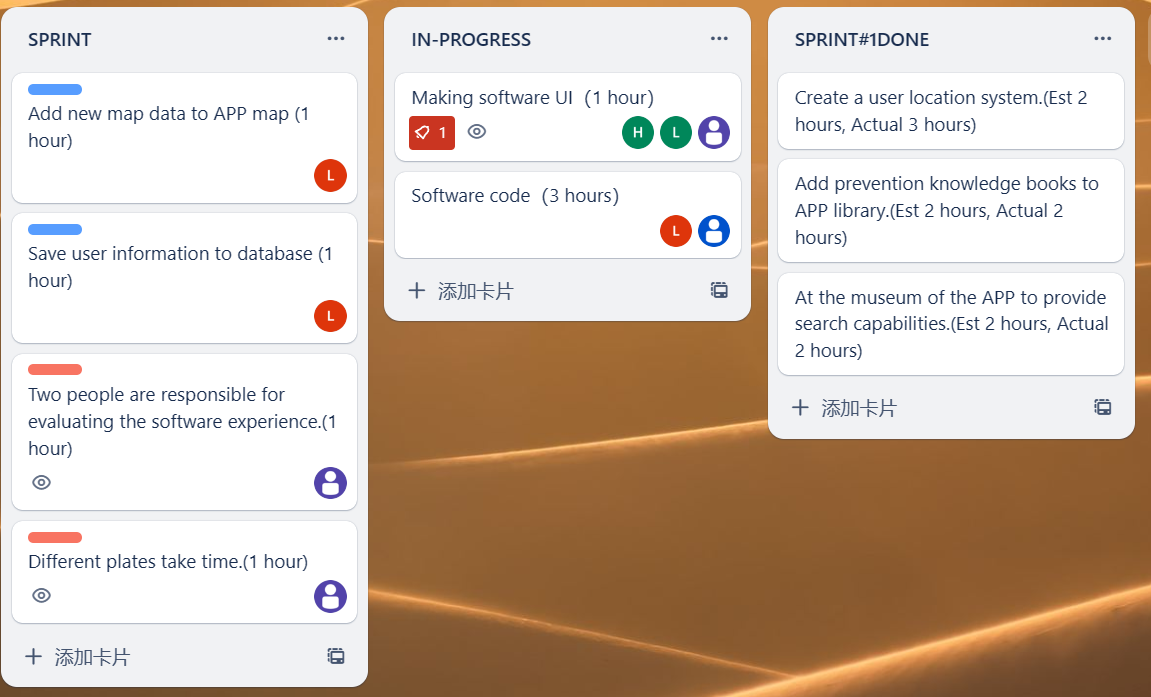 SPRINT
Add new map data to APP map (1
hour)
L
Save user information to database (1
hour)
L
Two people are responsible for
evaluating the software experience.(1
hour)
Different plates take time.(1 hour)
添加卡片
IN-PROGRESS
Making software UI (1 hour)
1
H
L
Software code (3 hours)
L
添加卡片
SPRINT#1DONE
Create a user location system.(Est 2
hours, Actual 3 hours)
Add prevention knowledge books to
APP library.(Est 2 hours, Actual 2
hours)
At the museum of the APP to provide
search capabilities.(Est 2 hours, Actual
2 hours)
添加卡片